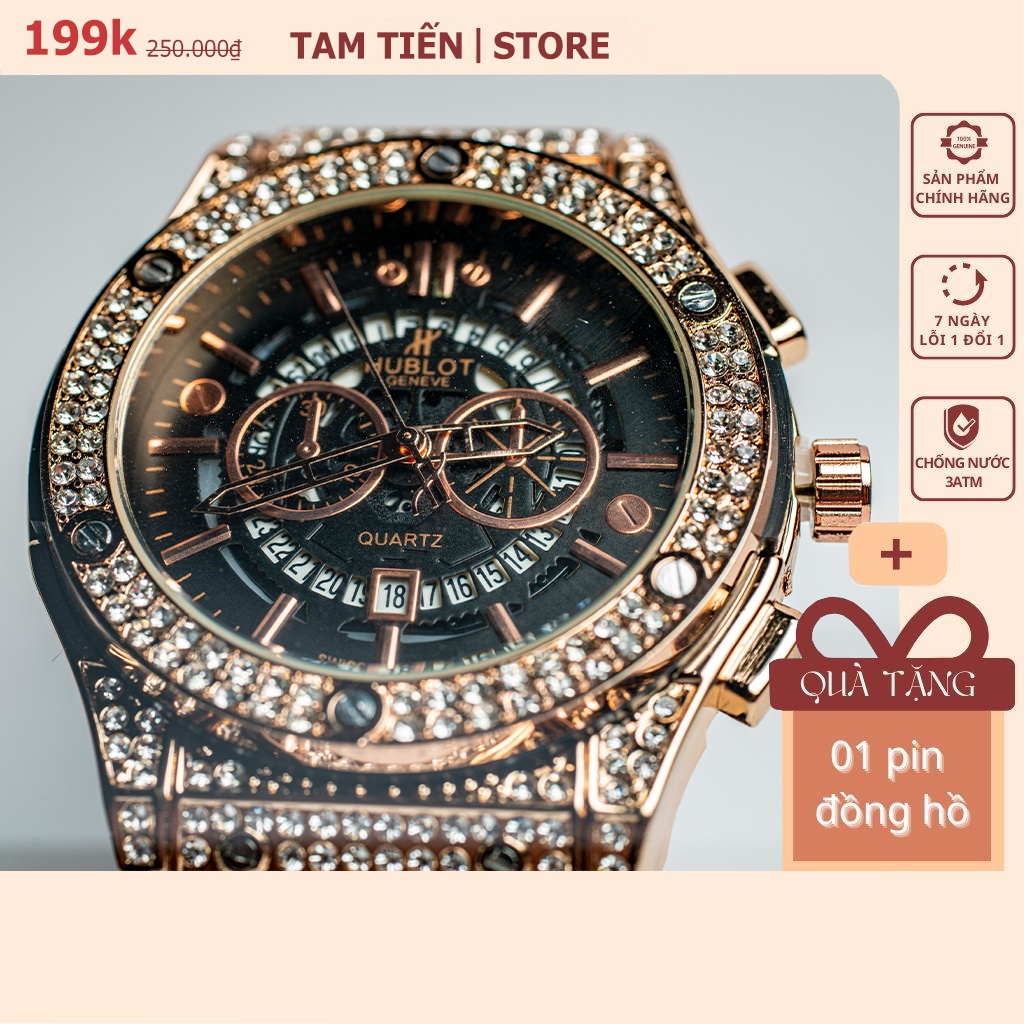 199k 250.000₫
TAM TIẾN | STORE
100%
GENUINE
SẢN PHẨM
CHÍNH HÃNG
7 NGÀY
LỖI 1 ĐỔI 1
CHỐNG NƯỚC
3ATM
HUBLOT
GENEVE
QUARTZ
23 22 21 20 18 17 16 15 14 13
+
QUÀ TẶNG
01 pin
đồng hồ